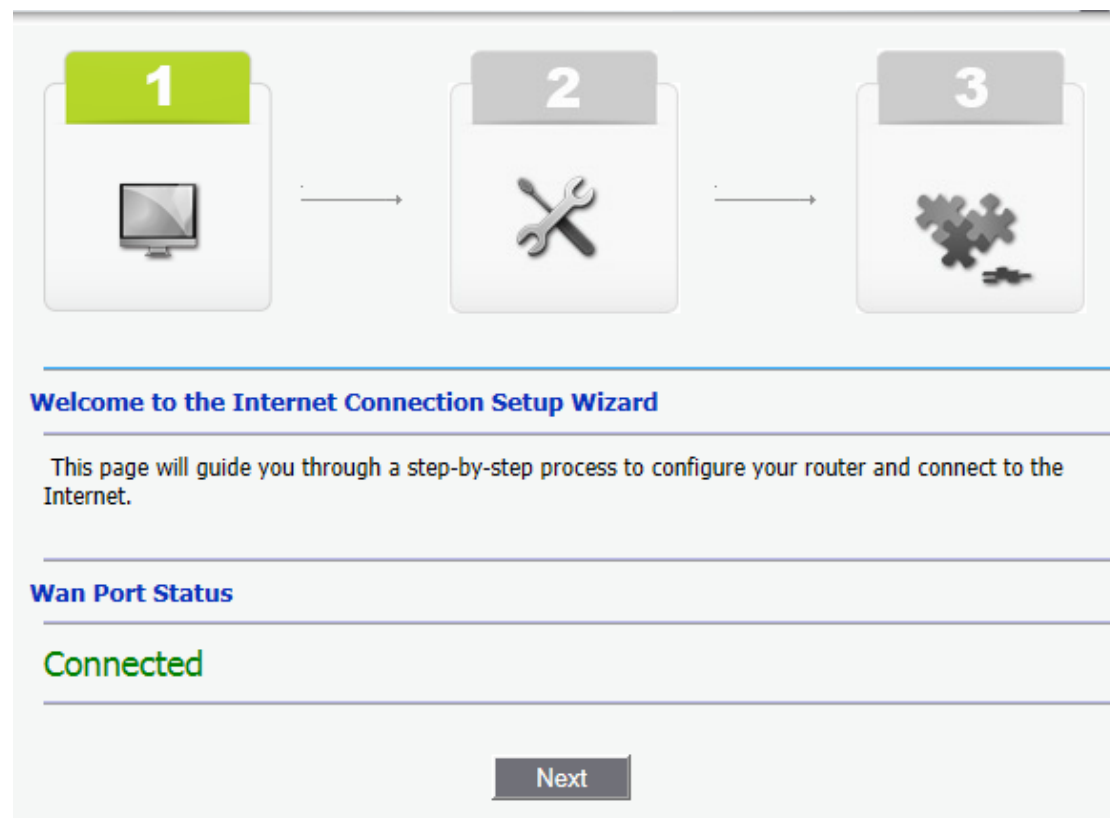 1
2
3
Welcome to the Internet Connection Setup Wizard
This page will guide you through a step-by-step process to configure your router and connect to the
Internet.
Wan Port Status
Connected
Next